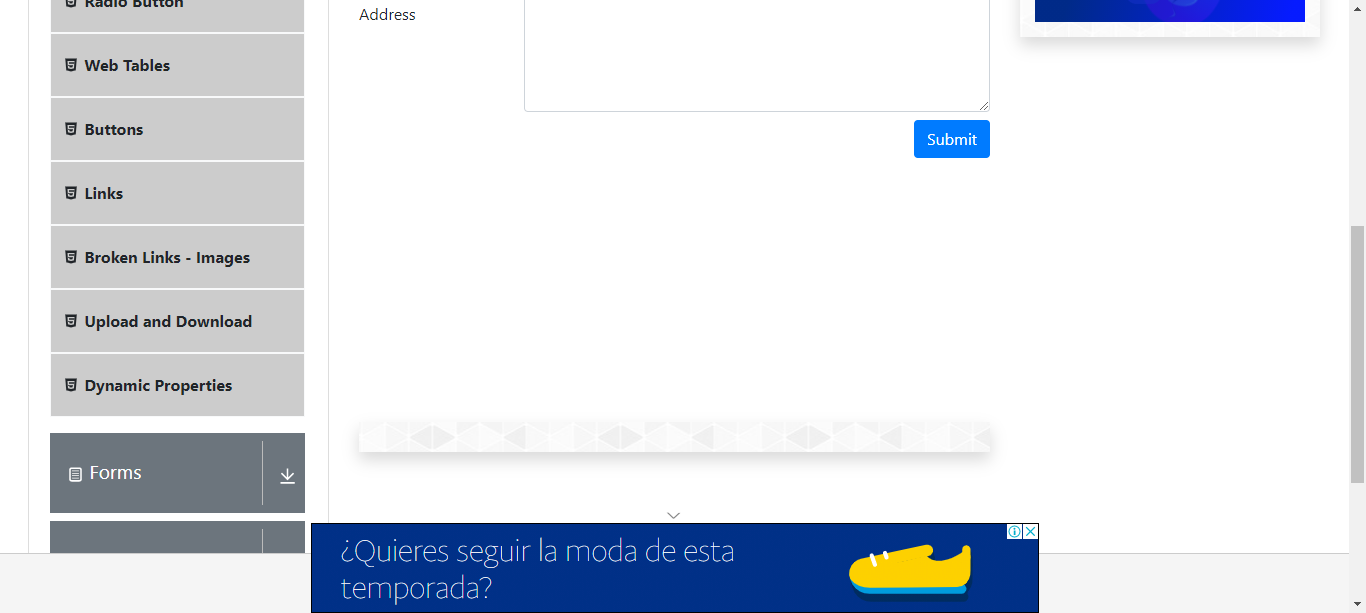 Radio Button
Web Tables
Buttons
Links
Broken Links - Images
Upload and Download
Dynamic Properties
Forms
Address
Submit
¿Quieres seguir la moda de esta
temporada?